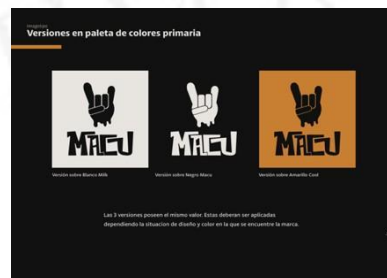 Imagotipo
Versiones en paleta de colores primaria
MACU
MACU
MACU
Versión sobre Blanco Milk
Versión sobre Negro Macu
Versión sobre Amarillo Cool
Las 3 versiones poseen el mismo valor. Estas deberan ser aplicadas
dependiendo la situacion de diseño y color en la que se encuentre la marca.